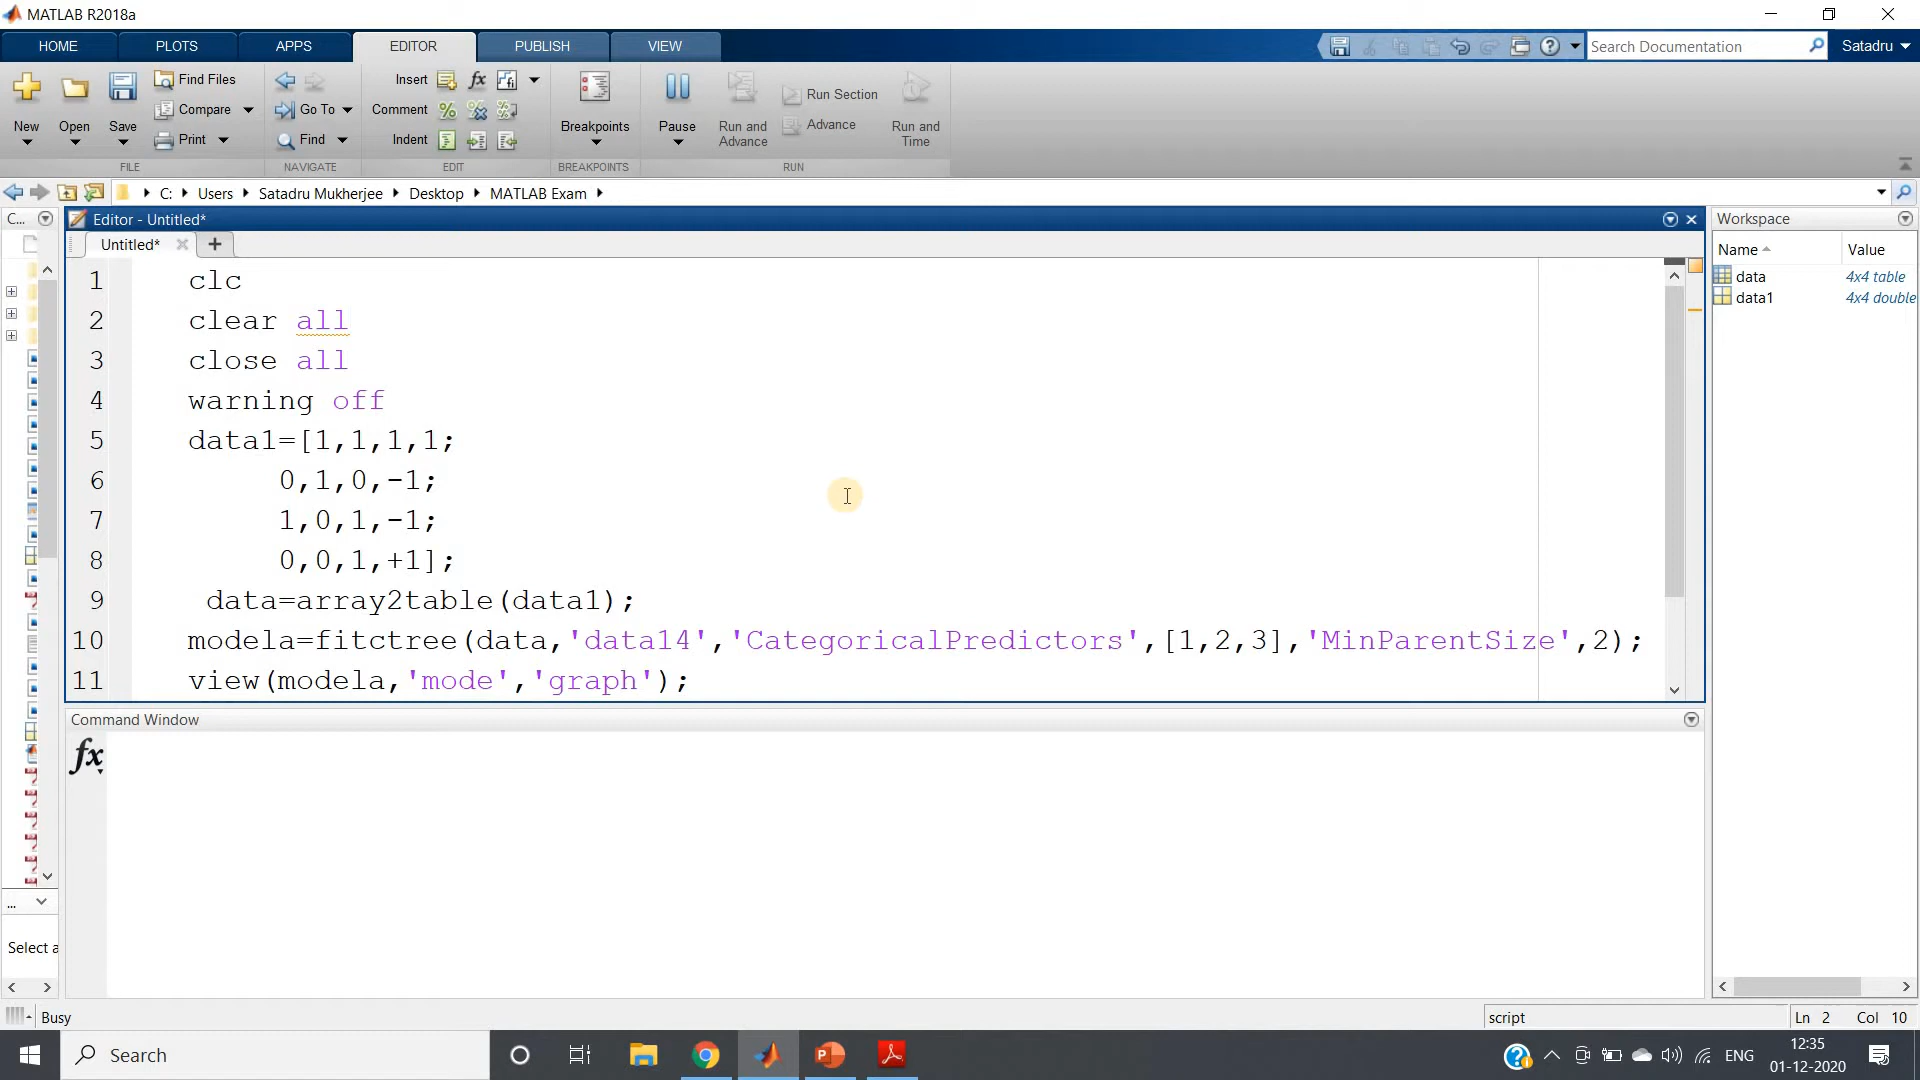 MATLAB R2018a
HOME PLOTS APPS EDITOR PUBLISH VIEW Search Documentation Satadru
New Open Save Find Files Compare Print
Go To Find
Insert fx
Comment
Indent
Breakpoints Pause Run and Advance Run Section Advance Run and Time
FILE NAVIGATE EDIT BREAKPOINTS RUN
C: Users Satadru Mukherjee Desktop MATLAB Exam
C... Editor - Untitled* Workspace
Untitled* +
Name Value
data 4x4 table
data1 4x4 double
1 clc
2 clear all
3 close all
4 warning off
5 data1=[1,1,1,1;
6 0,1,0,-1;
7 1,0,1,-1;
8 0,0,1,+1];
9 data=array2table(data1);
10 modela=fitctree(data,'data14','CategoricalPredictors',[1,2,3],'MinParentSize',2);
11 view(modela,'mode','graph');
Command Window
fx
...
Select a
Busy script Ln 2 Col 10
Search ENG 12:35
01-12-2020